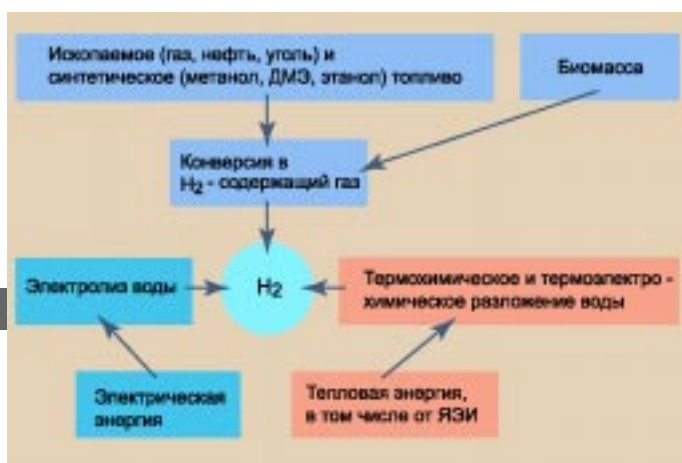 Ископаемое (газ, нефть, уголь) и
синтетическое (метанол, ДМЭ, этанол) топливо
Биомасса
Конверсия в
H₂ - содержащий газ
Электролиз воды
H₂
Термохимическое и термоэлектро -
химическое разложение воды
Электрическая
энергия
Тепловая энергия,
в том числе от ЯЭИ